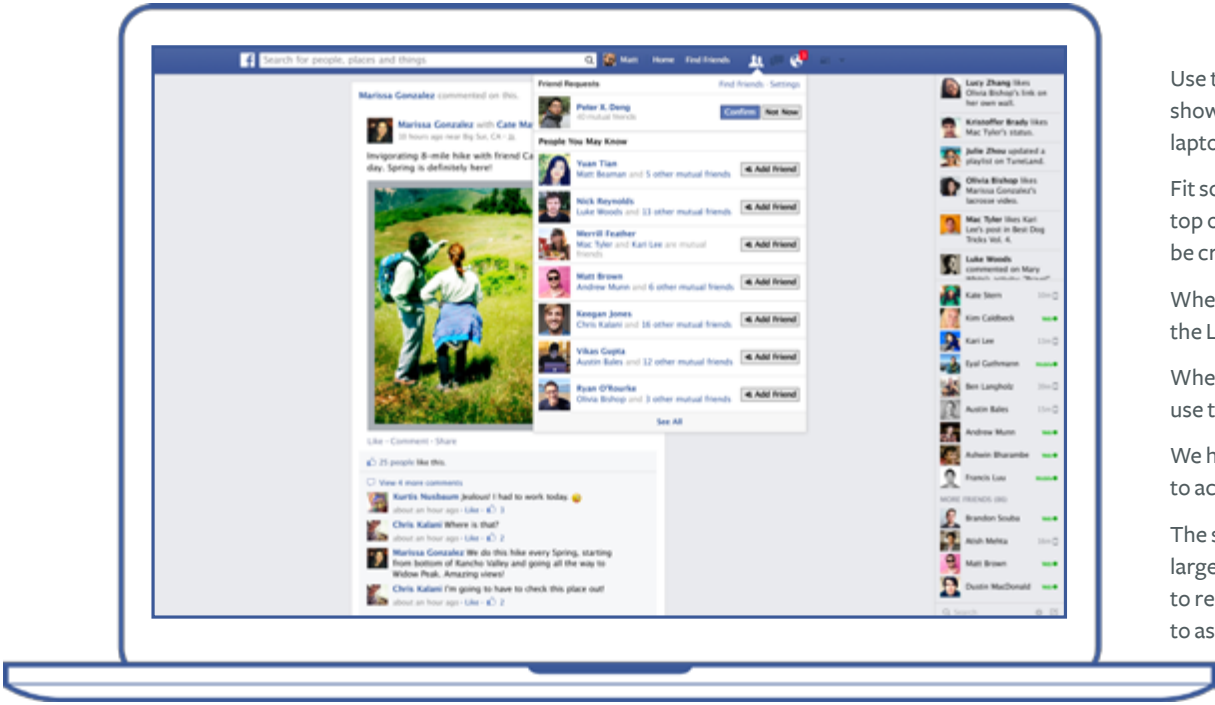 Search for people, places and things
Matt Home Find Friends
1
Marissa Gonzalez commented on this.
Marissa Gonzalez with Cate Ma
10 hours ago near Big Sur, CA
Invigorating 8-mile hike with friend Ca
day. Spring is definitely here!
Like · Comment · Share
25 people like this.
View 4 more comments
Kurtis Nusbaum Jealous! I had to work today.
about an hour ago · Like · 3
Chris Kalani Where is that?
about an hour ago · Like · 2
Marissa Gonzalez We do this hike every Spring, starting
from bottom of Rancho Valley and going all the way to
Widow Peak. Amazing views!
Chris Kalani I'm going to have to check this place out!
about an hour ago · Like · 2
Friend Requests Find friends · Settings
Peter X. Deng
40 mutual friends
Confirm Not Now
People You May Know
Yuan Tian
Matt Beaman and 5 other mutual friends
Add Friend
Nick Reynolds
Luke Woods and 13 other mutual friends
Add Friend
Merrill Feather
Mac Tyler and Kari Lee are mutual
friends
Add Friend
Matt Brown
Andrew Munn and 6 other mutual friends
Add Friend
Keegan Jones
Chris Kalani and 16 other mutual friends
Add Friend
Vikas Gupta
Austin Bales and 12 other mutual friends
Add Friend
Ryan O'Rourke
Olivia Bishop and 3 other mutual friends
Add Friend
See All
Lucy Zhang likes
Olivia Bishop's link on
her own wall.
Kristoffer Brady likes
Mac Tyler's status.
Julie Zhou updated a
playlist on TuneLand.
Olivia Bishop likes
Marissa Gonzalez's
lacrosse video.
Mac Tyler likes Kari
Lee's post in Best Dog
Tricks Vol. 4.
Luke Woods
commented on Mary
Kate Stern
Kim Caldbeck
Kari Lee
Eyal Guthmann
Ben Langholz
Austin Bales
Andrew Munn
Ashwin Bharambe
Francis Luu
MORE FRIENDS
Brandon Souba
Atish Mehta
Matt Brown
Dustin MacDonald
Search
Use t
show
lapto
Fit sc
top c
be cr
Whe
the L
Whe
use t
We h
to ac
The s
large
to re
to as